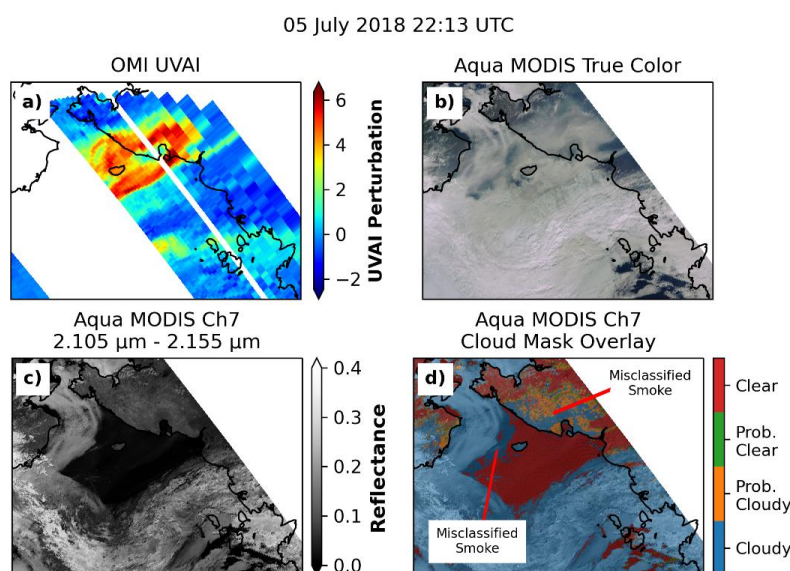 05 July 2018 22:13 UTC
OMI UVAI
Aqua MODIS True Color
a)
b)
6
4
2
0
−2
UVAI Perturbation
Aqua MODIS Ch7
2.105 μm - 2.155 μm
Aqua MODIS Ch7
Cloud Mask Overlay
c)
d)
0.4
0.3
0.2
0.1
0.0
Reflectance
Misclassified
Smoke
Misclassified
Smoke
Clear
Prob.
Clear
Prob.
Cloudy
Cloudy